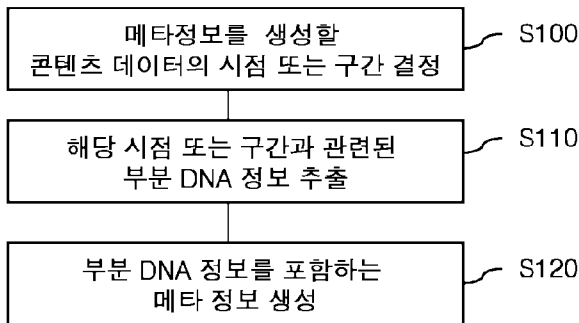 메타정보를 생성할
콘텐츠 데이터의 시점 또는 구간 결정
S100
해당 시점 또는 구간과 관련된
부분 DNA 정보 추출
S110
부분 DNA 정보를 포함하는
메타 정보 생성
S120